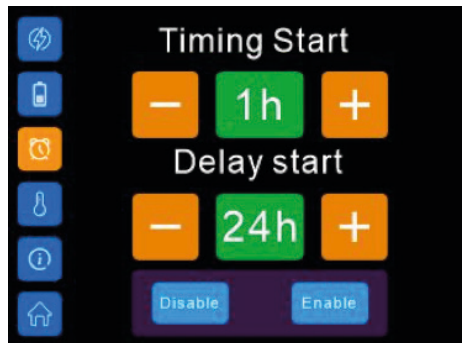 Timing Start
− 1h +
Delay start
− 24h +
Disable Enable